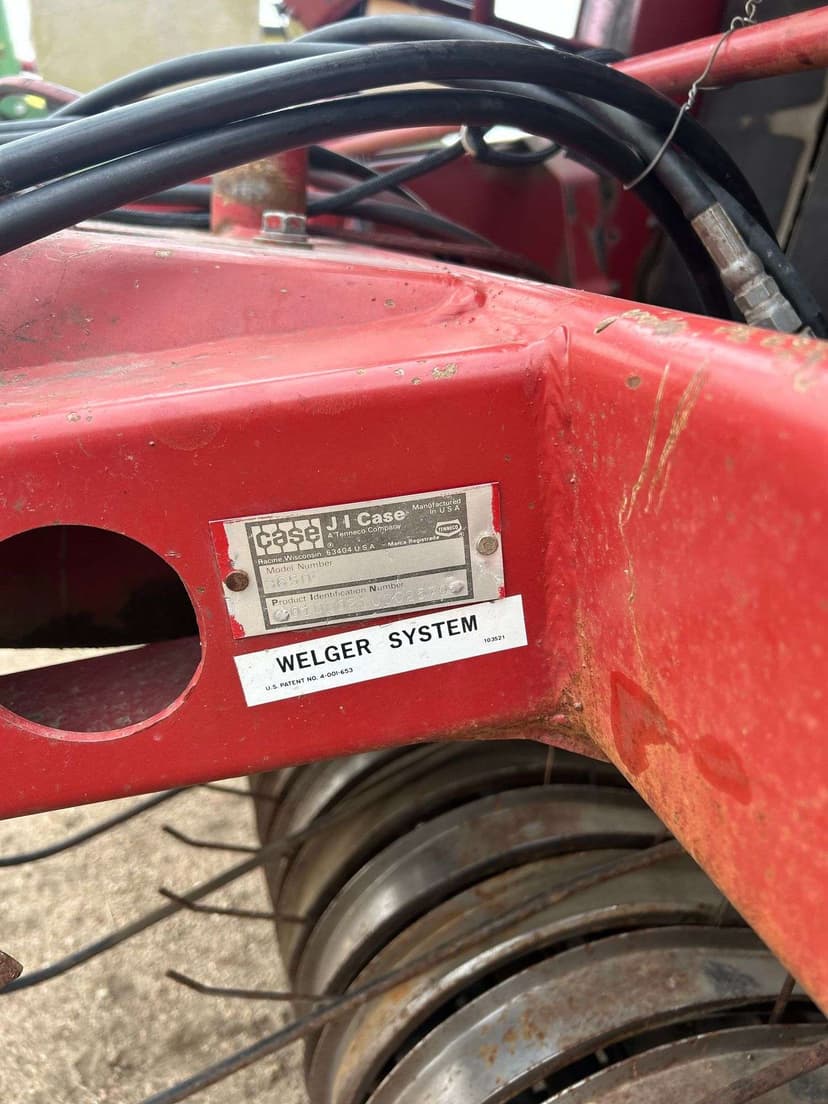 case J I Case Manufactured in U S A
A Tenneco Company TENNECO
Racine, Wisconsin. 53404 U.S.A. Marca Registrada
Model Number
3650
Product Identification Number
WELGER SYSTEM
U.S. PATENT NO. 4-001-653 103521